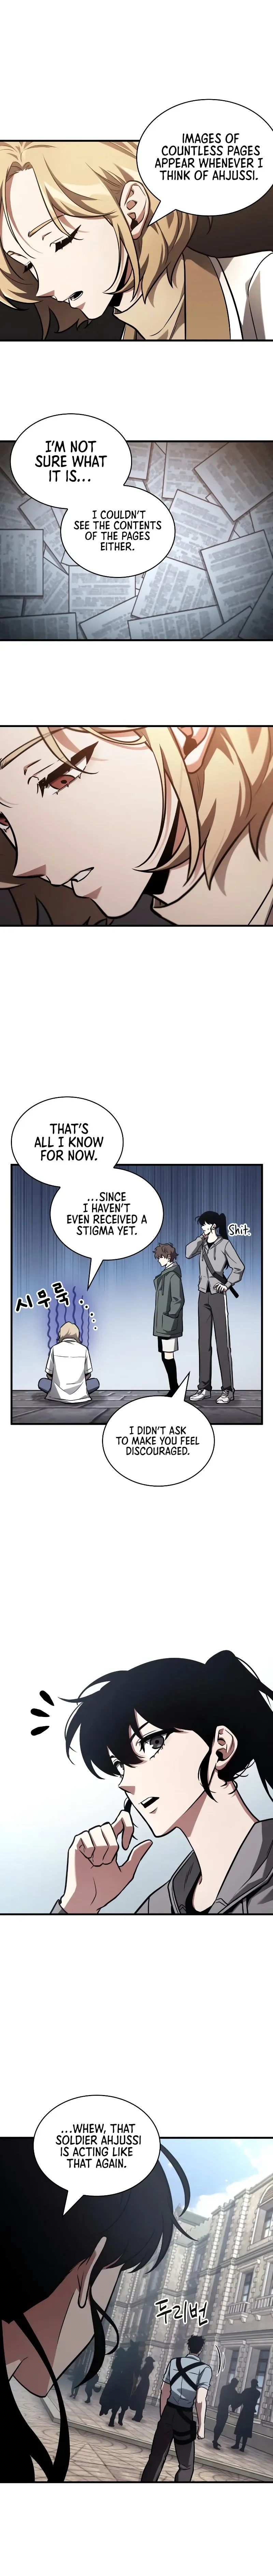 IMAGES OF
COUNTLESS PAGES
APPEAR WHENEVER I
THINK OF AHJUSSI.
I'M NOT
SURE WHAT
IT IS...
I COULDN'T
SEE THE CONTENTS
OF THE PAGES
EITHER.
THAT'S
ALL I KNOW
FOR NOW.
...SINCE
I HAVEN'T
EVEN RECEIVED A
STIGMA YET.
Shit.
시무룩
I DIDN'T ASK
TO MAKE YOU FEEL
DISCOURAGED.
...WHEW, THAT
SOLDIER AHJUSSI
IS ACTING LIKE
THAT AGAIN.
두리번